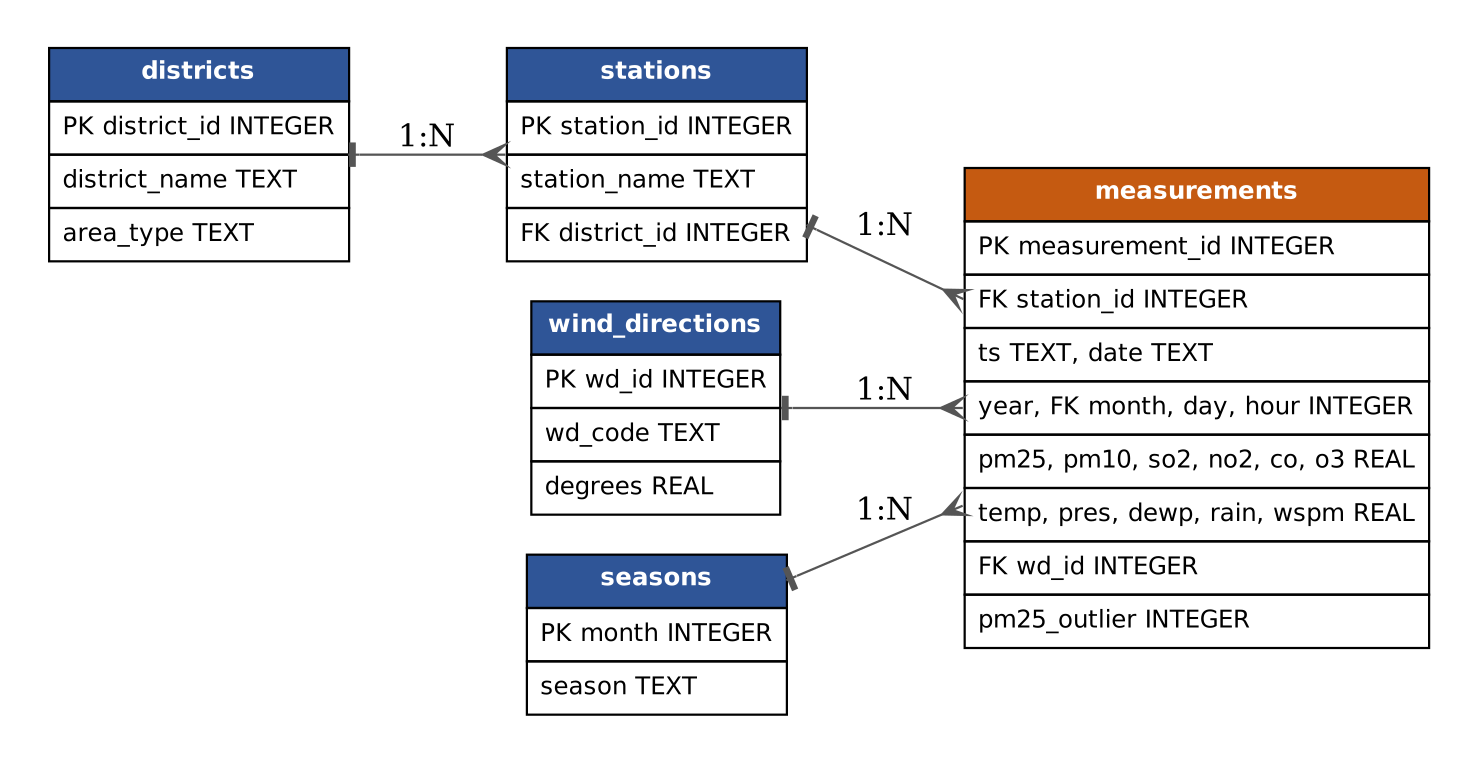 districts
PK district_id INTEGER
district_name TEXT
area_type TEXT
1:N
stations
PK station_id INTEGER
station_name TEXT
FK district_id INTEGER
1:N
wind_directions
PK wd_id INTEGER
wd_code TEXT
degrees REAL
1:N
seasons
PK month INTEGER
season TEXT
1:N
measurements
PK measurement_id INTEGER
FK station_id INTEGER
ts TEXT, date TEXT
year, FK month, day, hour INTEGER
pm25, pm10, so2, no2, co, o3 REAL
temp, pres, dewp, rain, wspm REAL
FK wd_id INTEGER
pm25_outlier INTEGER